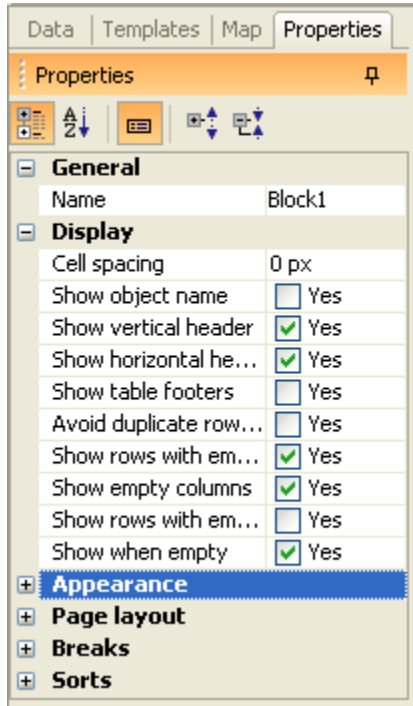 Data Templates Map Properties
Properties
A Z
General
Name Block1
Display
Cell spacing 0 px
Show object name Yes
Show vertical header Yes
Show horizontal he... Yes
Show table footers Yes
Avoid duplicate row... Yes
Show rows with em... Yes
Show empty columns Yes
Show rows with em... Yes
Show when empty Yes
Appearance
Page layout
Breaks
Sorts